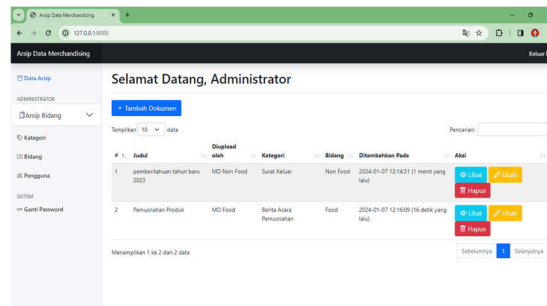 Arsip Data Merchandising
127.0.0.1:8000
Arsip Data Merchandising
Keluar
Data Arsip
ADMINISTRATOR
Arsip Bidang
Kategori
Bidang
Pengguna
SISTEM
Ganti Password
Selamat Datang, Administrator
+ Tambah Dokumen
Tampilkan 10 data
Pencarian:
# Judul Diupload oleh Kategori Bidang Ditambahkan Pada Aksi
1 pemberitahuan tahun baru 2023 MD Non Food Surat Keluar Non Food 2024-01-07 12:14:31 (1 menit yang lalu) Lihat Ubah Hapus
2 Pemusnahan Produk MD Food Berita Acara Pemusnahan Food 2024-01-07 12:16:09 (16 detik yang lalu) Lihat Ubah Hapus
Menampilkan 1 ke 2 dari 2 data
Sebelumnya 1 Selanjutnya